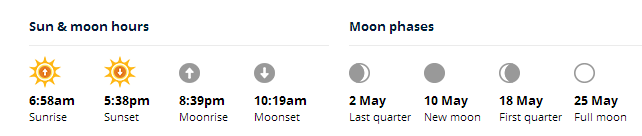 Sun & moon hours
6:58am
Sunrise
5:38pm
Sunset
8:39pm
Moonrise
10:19am
Moonset
Moon phases
2 May
Last quarter
10 May
New moon
18 May
First quarter
25 May
Full moon